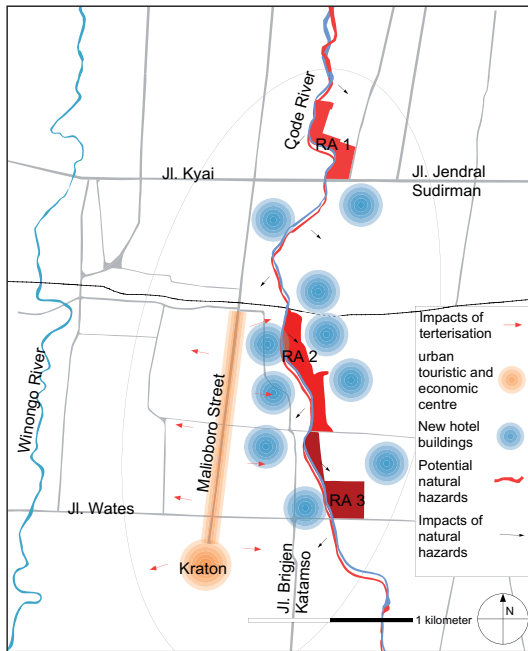 Code River
RA 1
Jl. Kyai
Jl. Jendral
Sudirman
Winongo River
Malioboro Street
RA 2
RA 3
Jl. Wates
Kraton
Jl. Brigjen
Katamso
Impacts of
terterisation
urban
touristic and
economic
centre
New hotel
buildings
Potential
natural
hazards
Impacts of
natural
hazards
N
1 kilometer